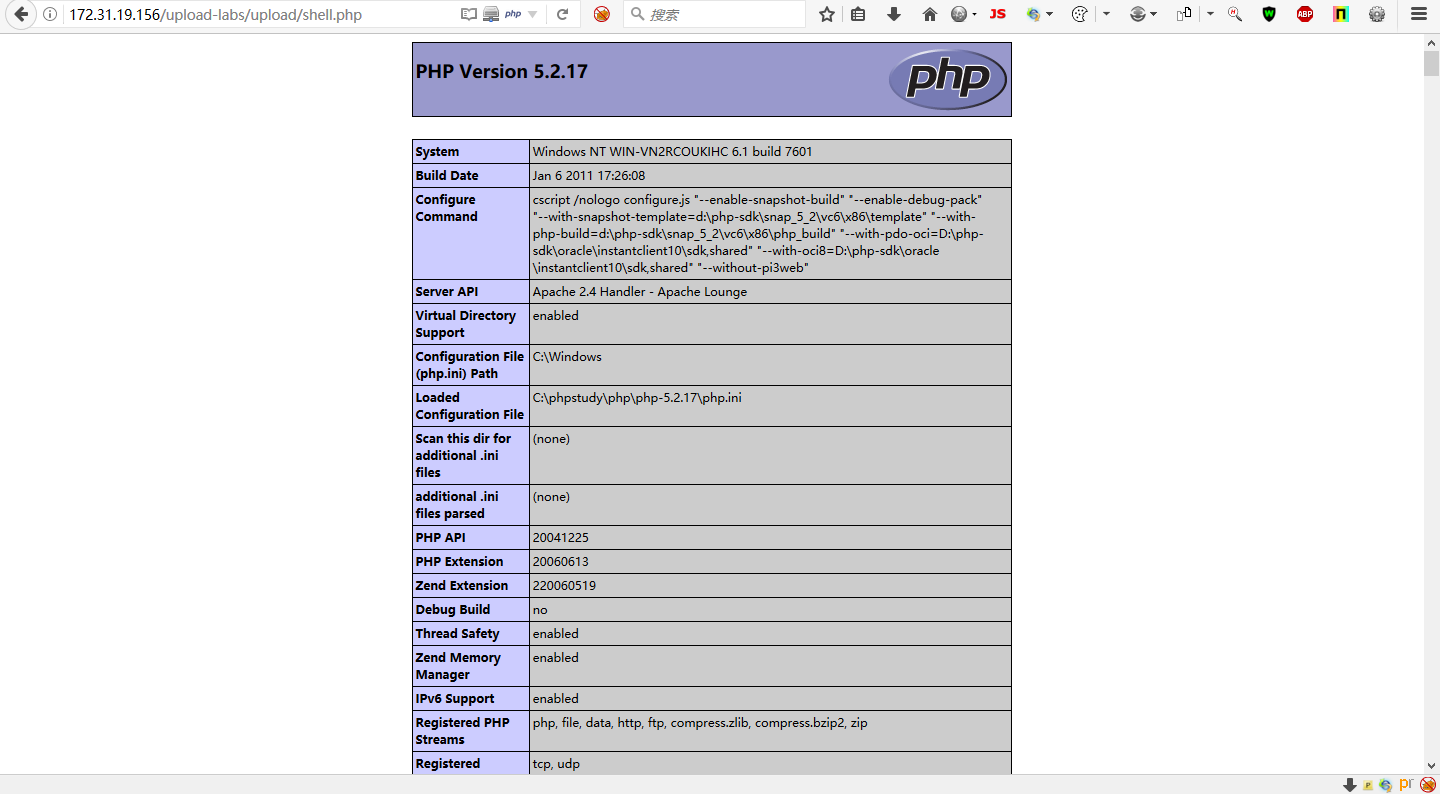 172.31.19.156/upload-labs/upload/shell.php
php
搜索
JS
W
ABP
PHP Version 5.2.17
php
System
Windows NT WIN-VN2RCOUKIHC 6.1 build 7601
Build Date
Jan 6 2011 17:26:08
Configure
Command
cscript /nologo configure.js "--enable-snapshot-build" "--enable-debug-pack"
"--with-snapshot-template=d:\php-sdk\snap_5_2\vc6\x86\template" "--with-
php-build=d:\php-sdk\snap_5_2\vc6\x86\php_build" "--with-pdo-oci=D:\php-
sdk\oracle\instantclient10\sdk,shared" "--with-oci8=D:\php-sdk\oracle
\instantclient10\sdk,shared" "--without-pi3web"
Server API
Apache 2.4 Handler - Apache Lounge
Virtual Directory
Support
enabled
Configuration File
(php.ini) Path
C:\Windows
Loaded
Configuration File
C:\phpstudy\php\php-5.2.17\php.ini
Scan this dir for
additional .ini
files
(none)
additional .ini
files parsed
(none)
PHP API
20041225
PHP Extension
20060613
Zend Extension
220060519
Debug Build
no
Thread Safety
enabled
Zend Memory
Manager
enabled
IPv6 Support
enabled
Registered PHP
Streams
php, file, data, http, ftp, compress.zlib, compress.bzip2, zip
Registered
tcp, udp
P
pr